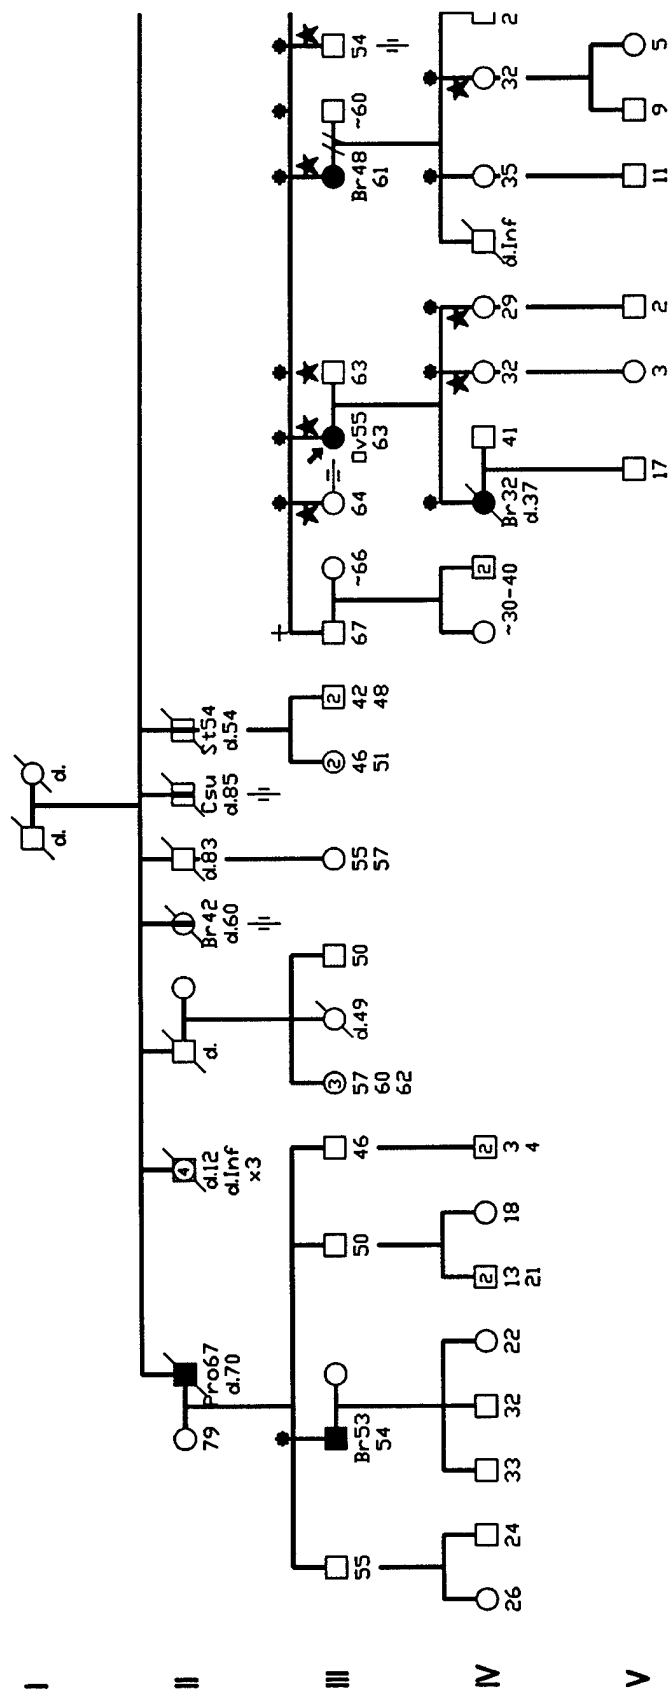 I
d. d.
II
4
79 Pro67 d.12 d. Br42 d.83 Csu St54
d.70 d.Inf d.60 d.85 d.54
x3
III
3 2 2
55 Br53 50 46 57 d.49 50 55 46 42 67 ~66 64 Ov55 63 Br48 ~60 54
54 60 57 51 48 63 61
62
IV
2 2 2
26 24 33 32 22 13 18 3 ~30-40 Br32 41 32 29 d.Inf 35 32 2
21 4 d.37
V
17 3 2 11 9 5